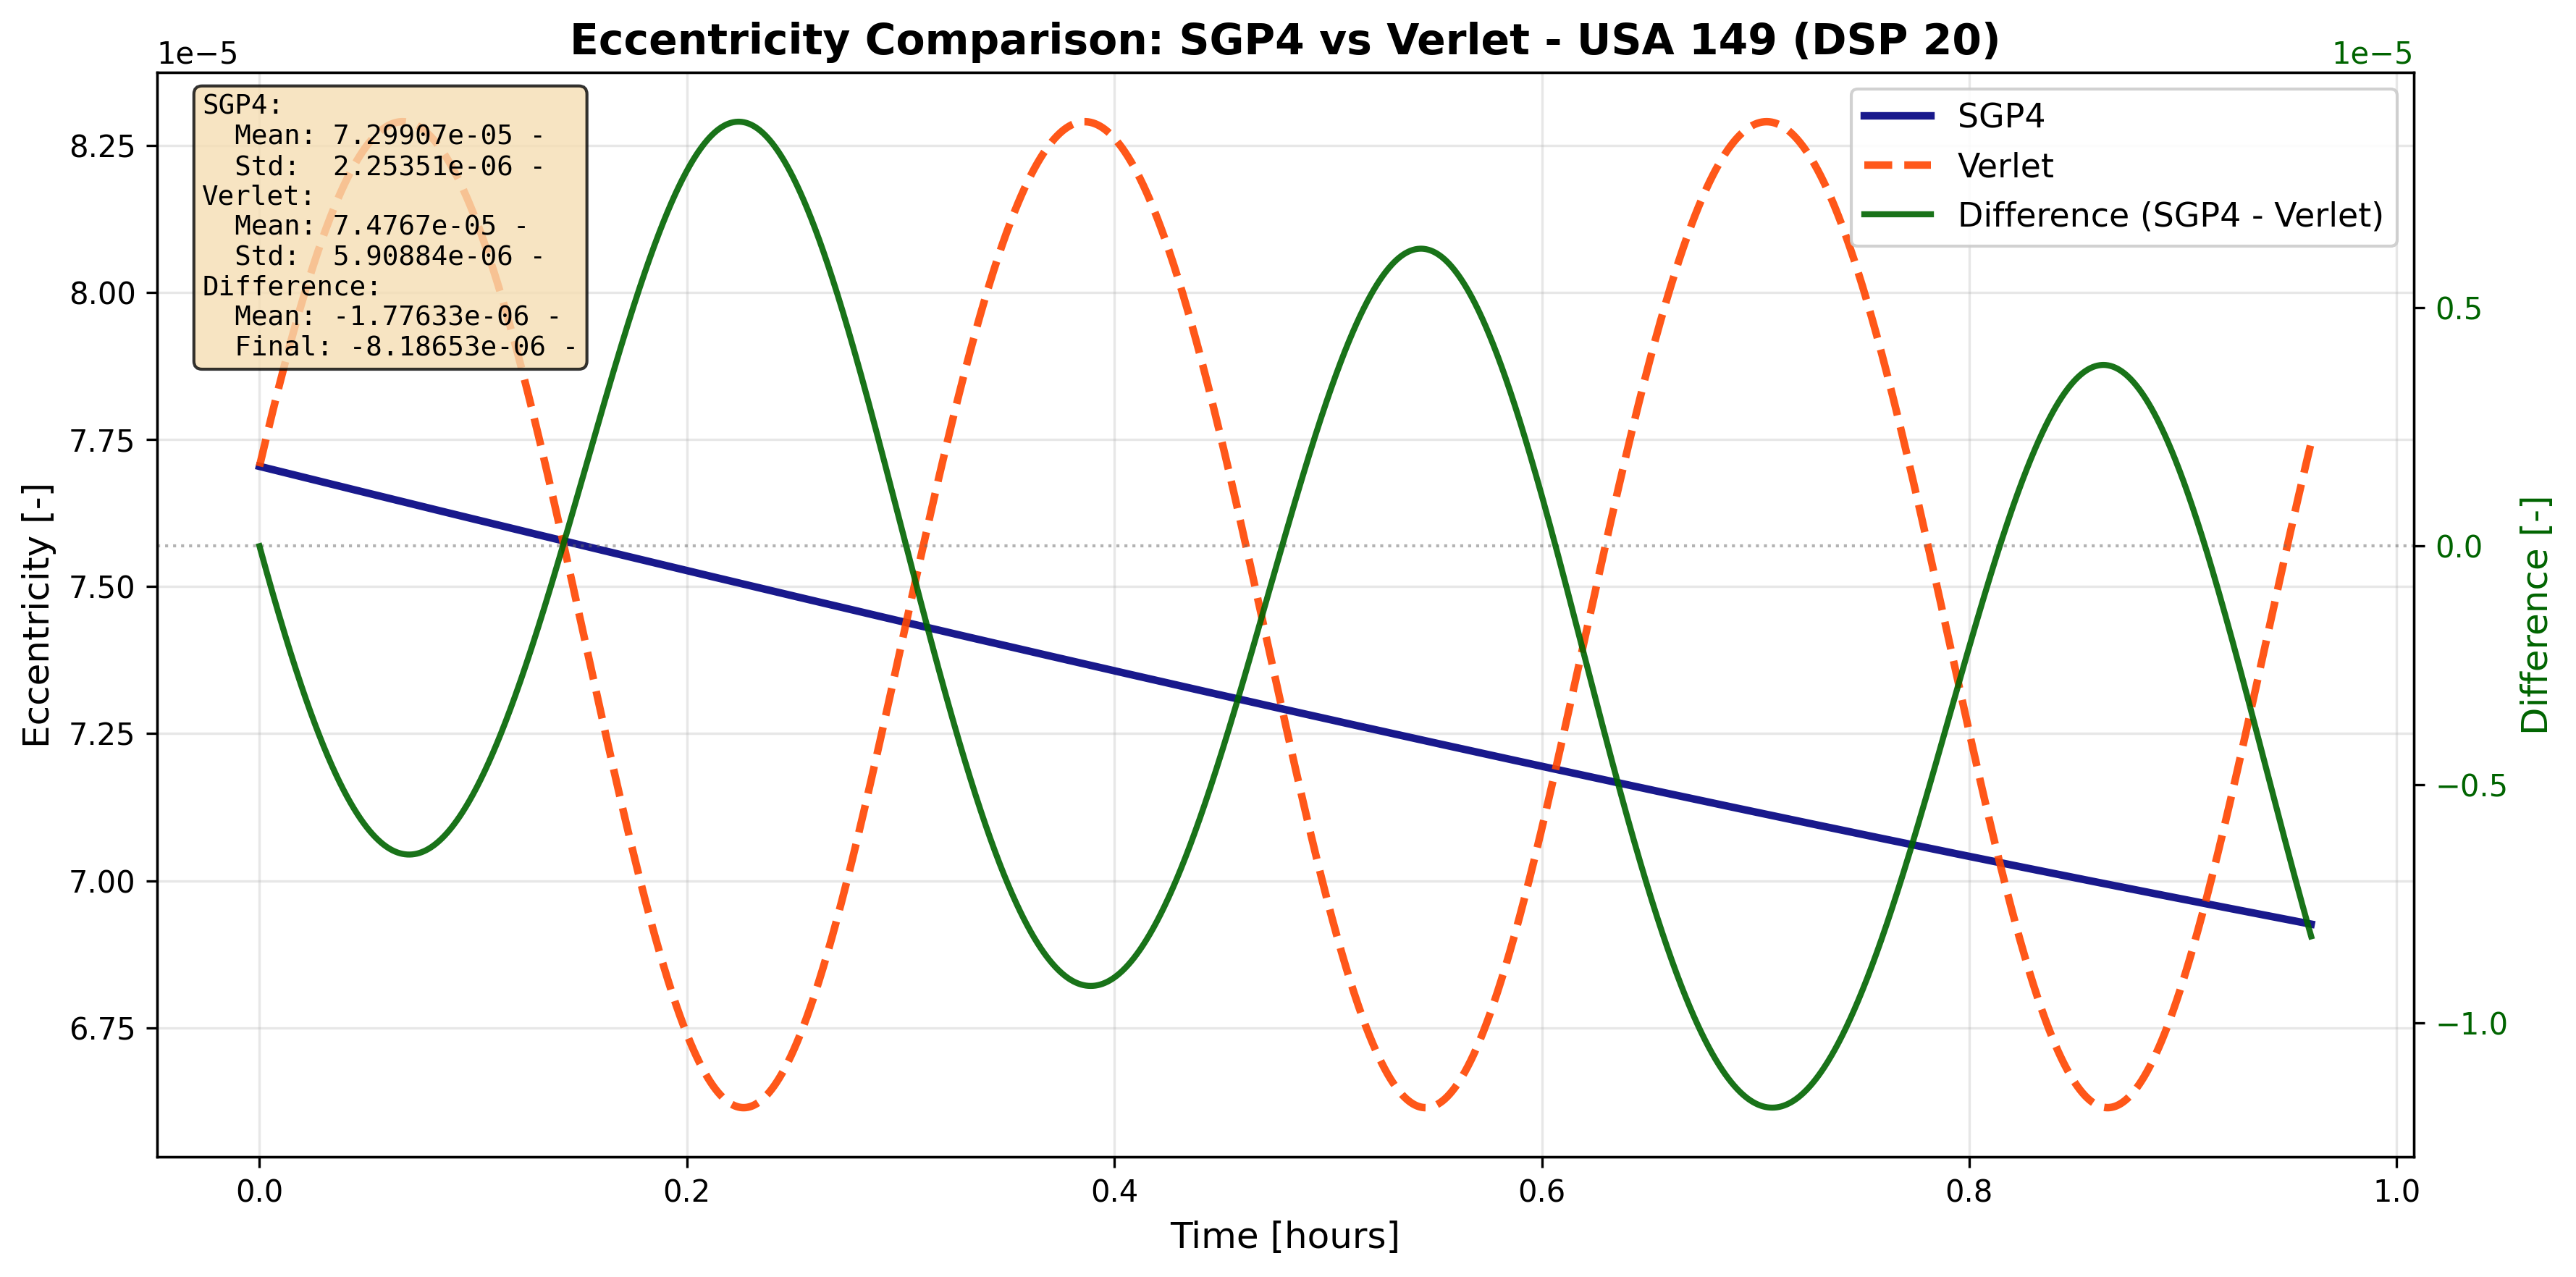 Eccentricity Comparison: SGP4 vs Verlet - USA 149 (DSP 20)
1e−5
1e−5
SGP4:
Mean: 7.29907e-05 -
Std: 2.25351e-06 -
Verlet:
Mean: 7.4767e-05 -
Std: 5.90884e-06 -
Difference:
Mean: -1.77633e-06 -
Final: -8.18653e-06 -
SGP4
Verlet
Difference (SGP4 - Verlet)
Eccentricity [-]
8.25
8.00
7.75
7.50
7.25
7.00
6.75
0.5
0.0
−0.5
−1.0
Difference [-]
0.0
0.2
0.4
0.6
0.8
1.0
Time [hours]